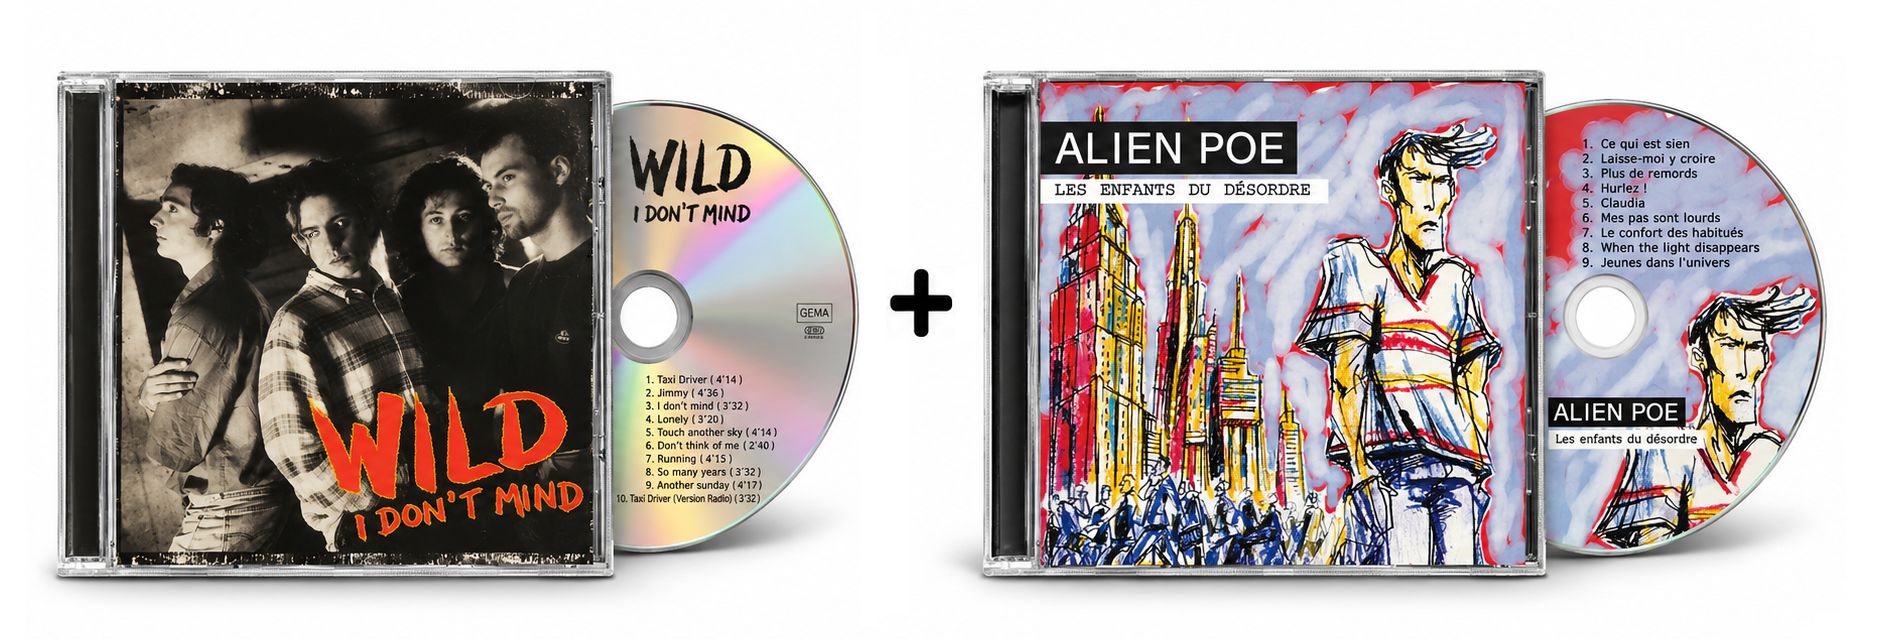 WILD
I DON'T MIND
WILD
I DON'T MIND
GEMA
1. Taxi Driver ( 4'14 )
2. Jimmy ( 4'36 )
3. I don't mind ( 3'32 )
4. Lonely ( 3'20 )
5. Touch another sky ( 4'14 )
6. Don't think of me ( 2'40 )
7. Running ( 4'15 )
8. So many years ( 3'32 )
9. Another sunday ( 4'17 )
10. Taxi Driver (Version Radio) ( 3'32 )
+
ALIEN POE
LES ENFANTS DU DÉSORDRE
1. Ce qui est sien
2. Laisse-moi y croire
3. Plus de remords
4. Hurlez !
5. Claudia
6. Mes pas sont lourds
7. Le confort des habitués
8. When the light disappears
9. Jeunes dans l'univers
ALIEN POE
Les enfants du désordre